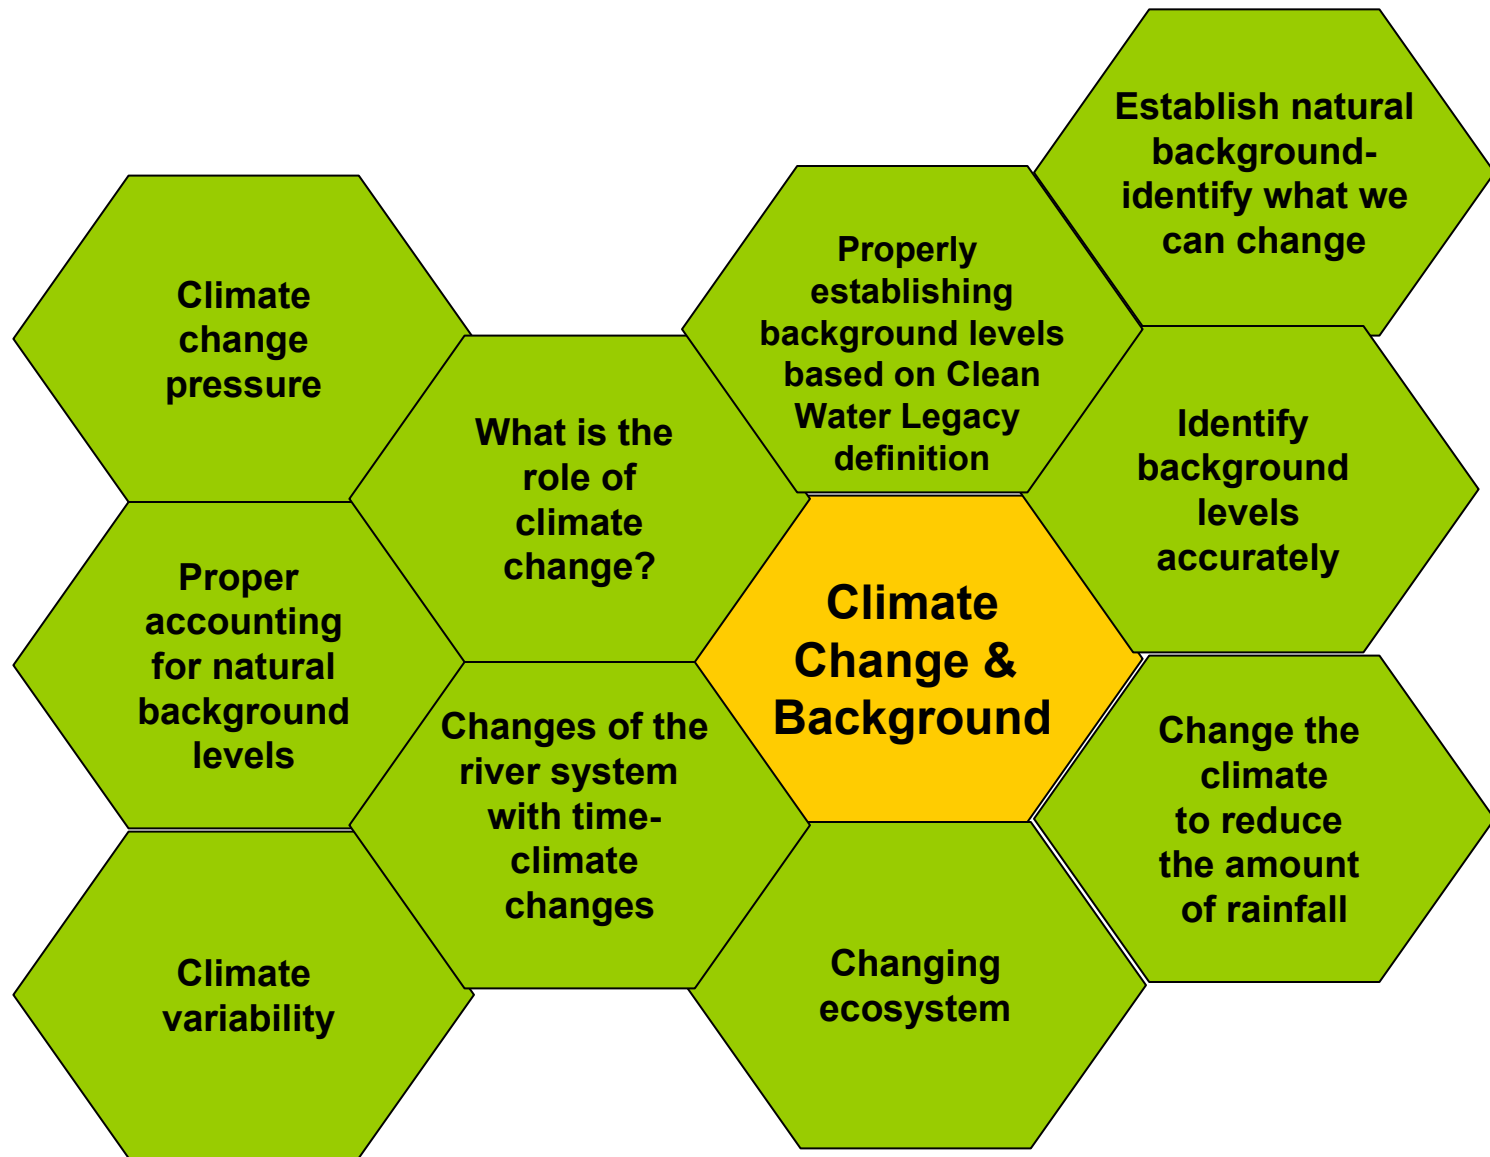 Establish natural
background-
identify what we
can change
Properly
establishing
background levels
based on Clean
Water Legacy
definition
Climate
change
pressure
What is the
role of
climate
change?
Identify
background
levels
accurately
Proper
accounting
for natural
background
levels
Climate
Change &
Background
Changes of the
river system
with time-
climate
changes
Change the
climate
to reduce
the amount
of rainfall
Climate
variability
Changing
ecosystem